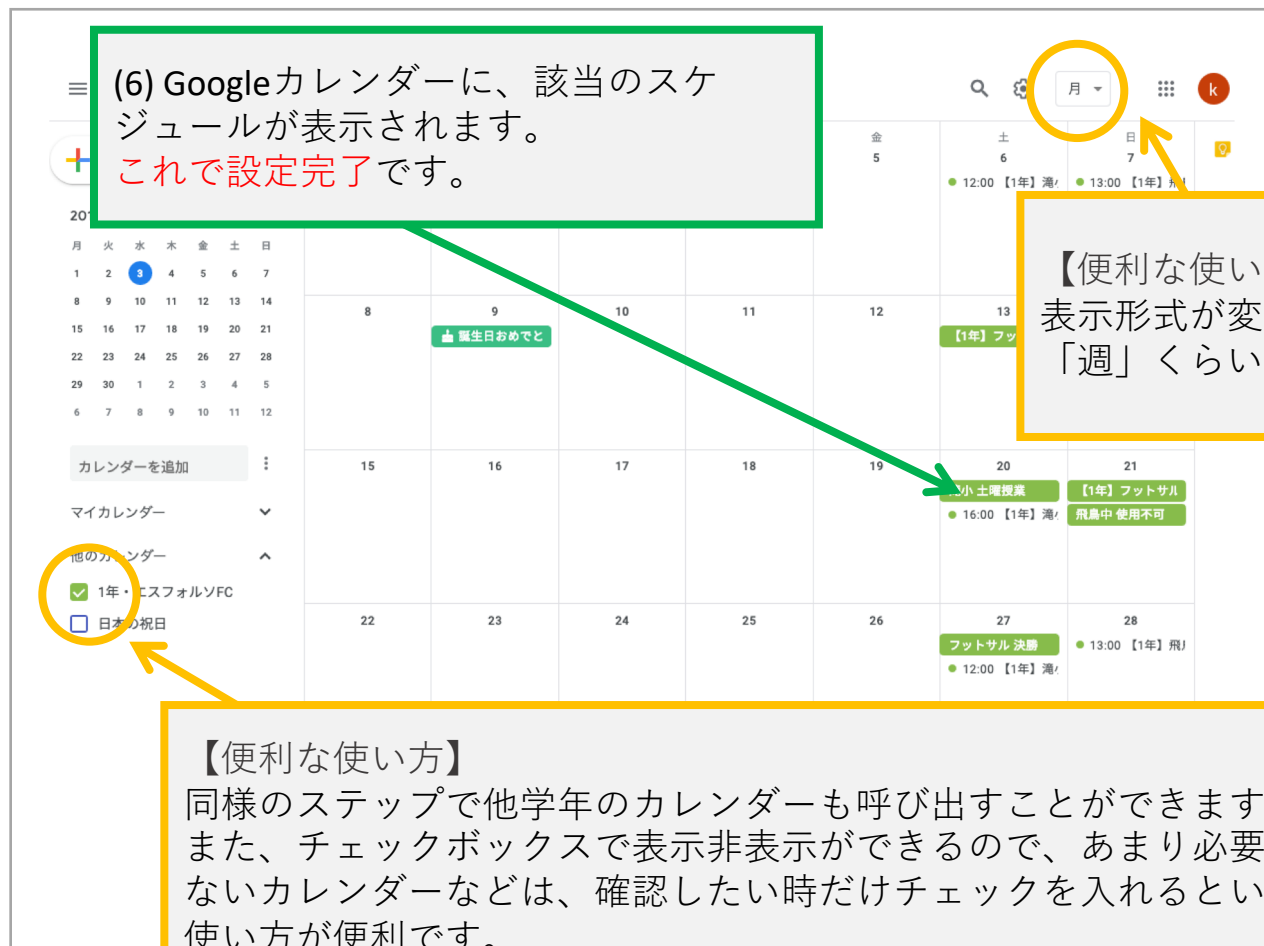 (6) Googleカレンダーに、該当のスケ
ジュールが表示されます。
これで設定完了です。
月
k
金
土
日
5
6
7
12:00 【1年】滝
13:00 【1年】飛
201
月 火 水 木 金 土 日
1 2 3 4 5 6 7
8 9 10 11 12 13 14
15 16 17 18 19 20 21
22 23 24 25 26 27 28
29 30 1 2 3 4 5
6 7 8 9 10 11 12
【便利な使い
表示形式が変
「週」くらい
8 9 10 11 12 13
誕生日おめでと
【1年】フッ
カレンダーを追加
マイカレンダー
他のカレンダー
1年・エスフォルソFC
日本の祝日
15 16 17 18 19 20 21
小 土曜授業
【1年】フットサル
16:00 【1年】滝
飛鳥中 使用不可
22 23 24 25 26 27 28
フットサル 決勝
13:00 【1年】飛
12:00 【1年】滝
【便利な使い方】
同様のステップで他学年のカレンダーも呼び出すことができます
また、チェックボックスで表示非表示ができるので、あまり必要
ないカレンダーなどは、確認したい時だけチェックを入れるとい
使い方が便利です。